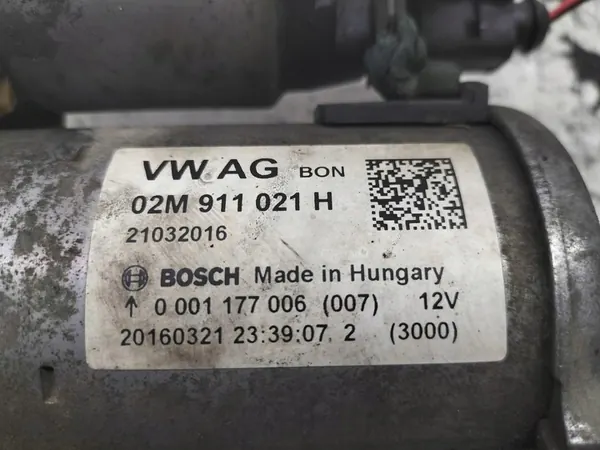 VW AG BON
02M 911 021 H
21032016
BOSCH Made in Hungary
↑ 0 001 177 006 (007) 12V
20160321 23:39:07 2 (3000)